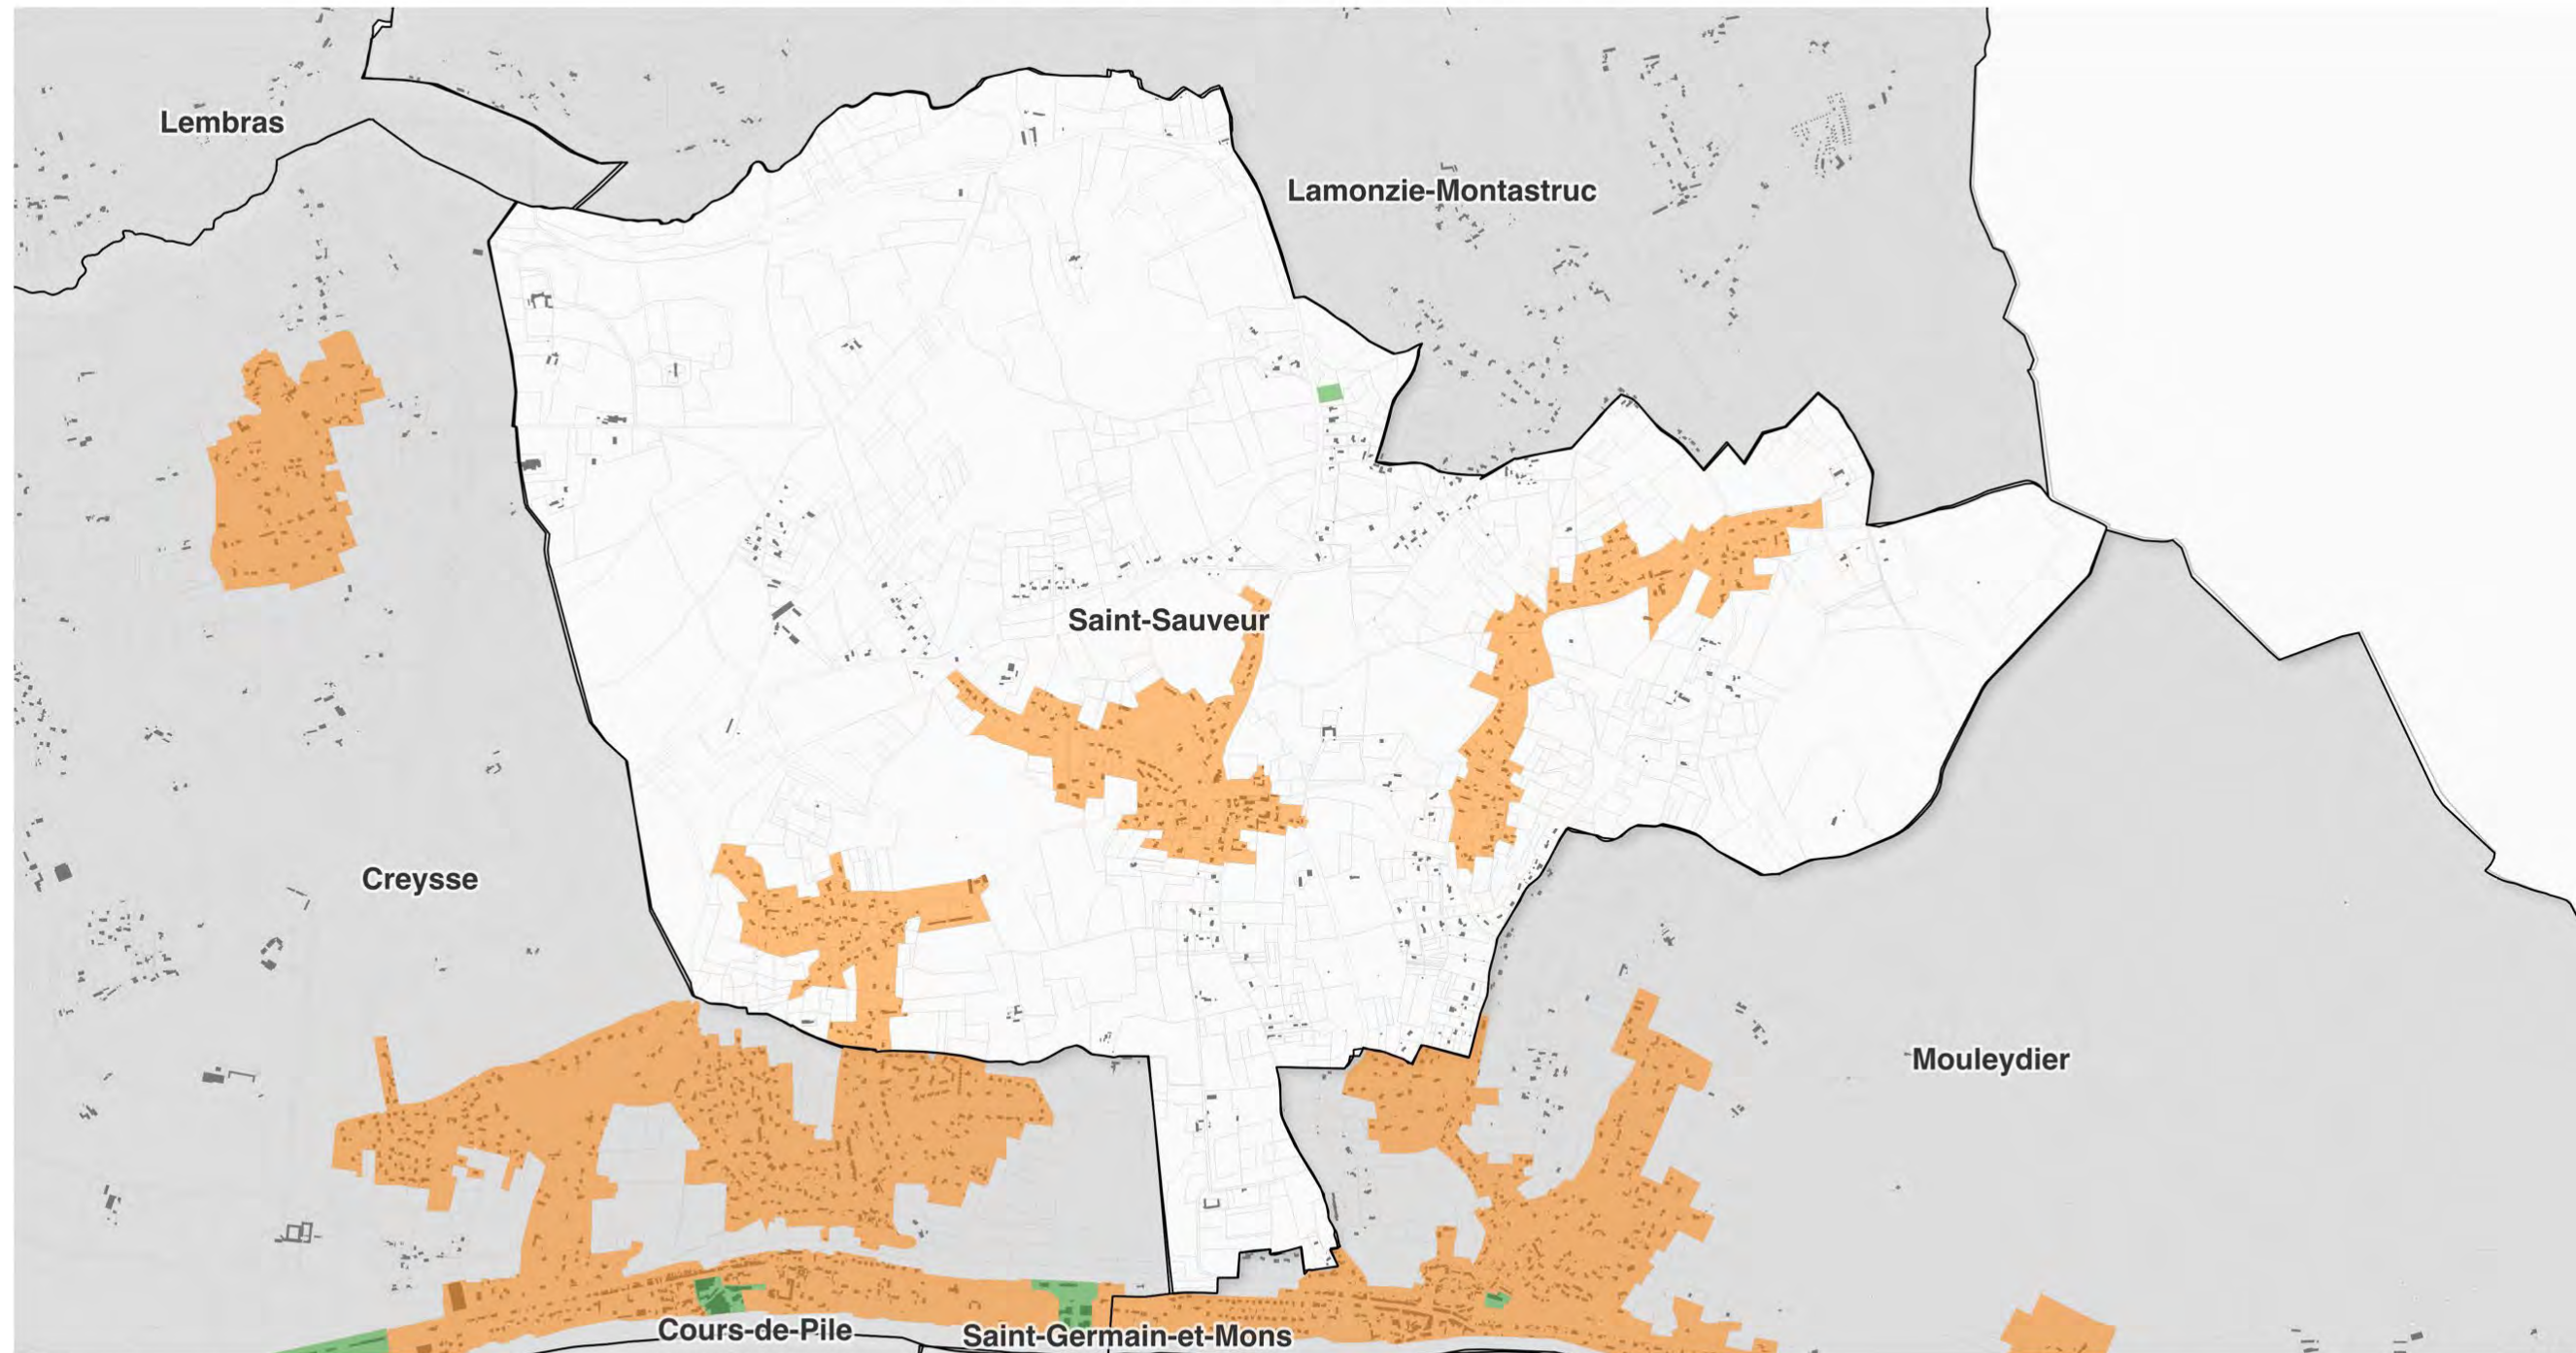 Lembras
Lamonzie-Montastruc
Saint-Sauveur
Creysse
Mouleydier
Cours-de-Pile
Saint-Germain-et-Mons